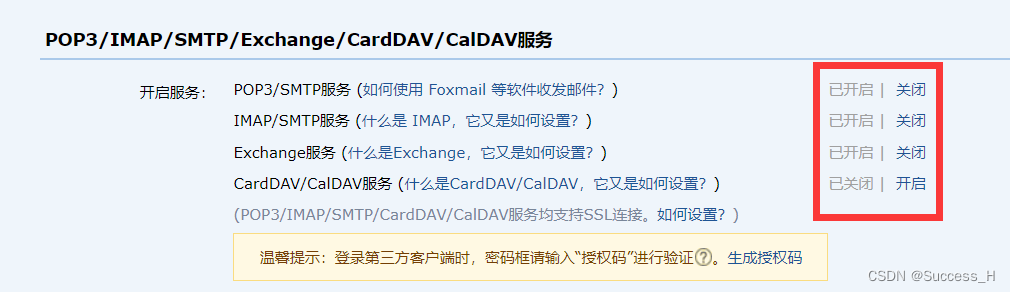 POP3/IMAP/SMTP/Exchange/CardDAV/CalDAV服务
开启服务： POP3/SMTP服务 (如何使用 Foxmail 等软件收发邮件？) 已开启 | 关闭
IMAP/SMTP服务 (什么是 IMAP，它又是如何设置？) 已开启 | 关闭
Exchange服务 (什么是Exchange，它又是如何设置？) 已开启 | 关闭
CardDAV/CalDAV服务 (什么是CardDAV/CalDAV，它又是如何设置？) 已关闭 | 开启
(POP3/IMAP/SMTP/CardDAV/CalDAV服务均支持SSL连接。如何设置？)
温馨提示：登录第三方客户端时，密码框请输入“授权码”进行验证?。生成授权码
CSDN @Success_H